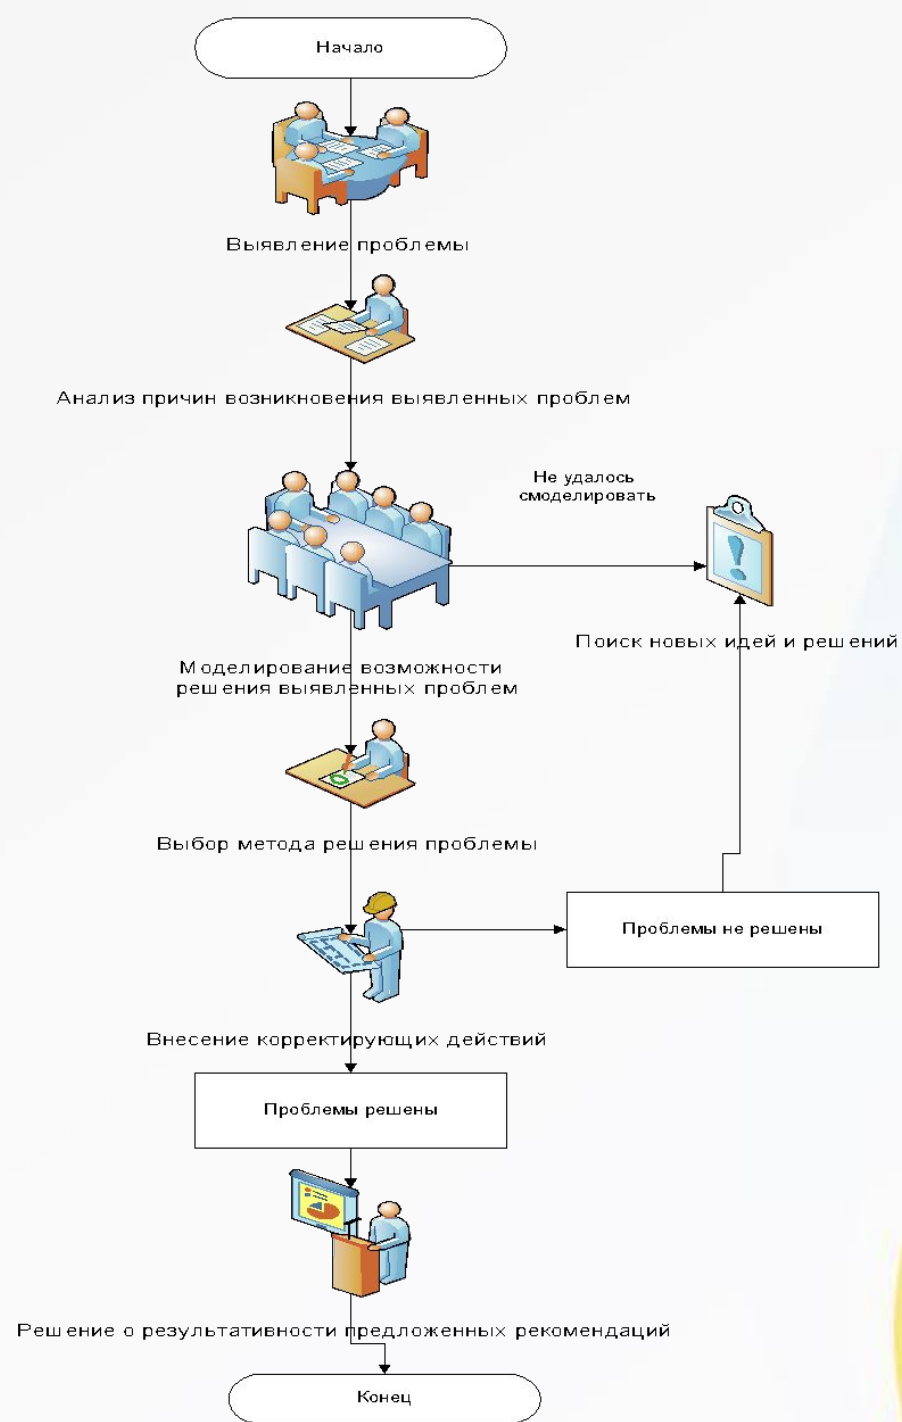 Начало
Выявление проблемы
Анализ причин возникновения выявленных проблем
Не удалось
смоделировать
Поиск новых идей и решений
Моделирование возможности
решения выявленных проблем
Выбор метода решения проблемы
Проблемы не решены
Внесение корректирующих действий
Проблемы решены
Решение о результативности предложенных рекомендаций
Конец